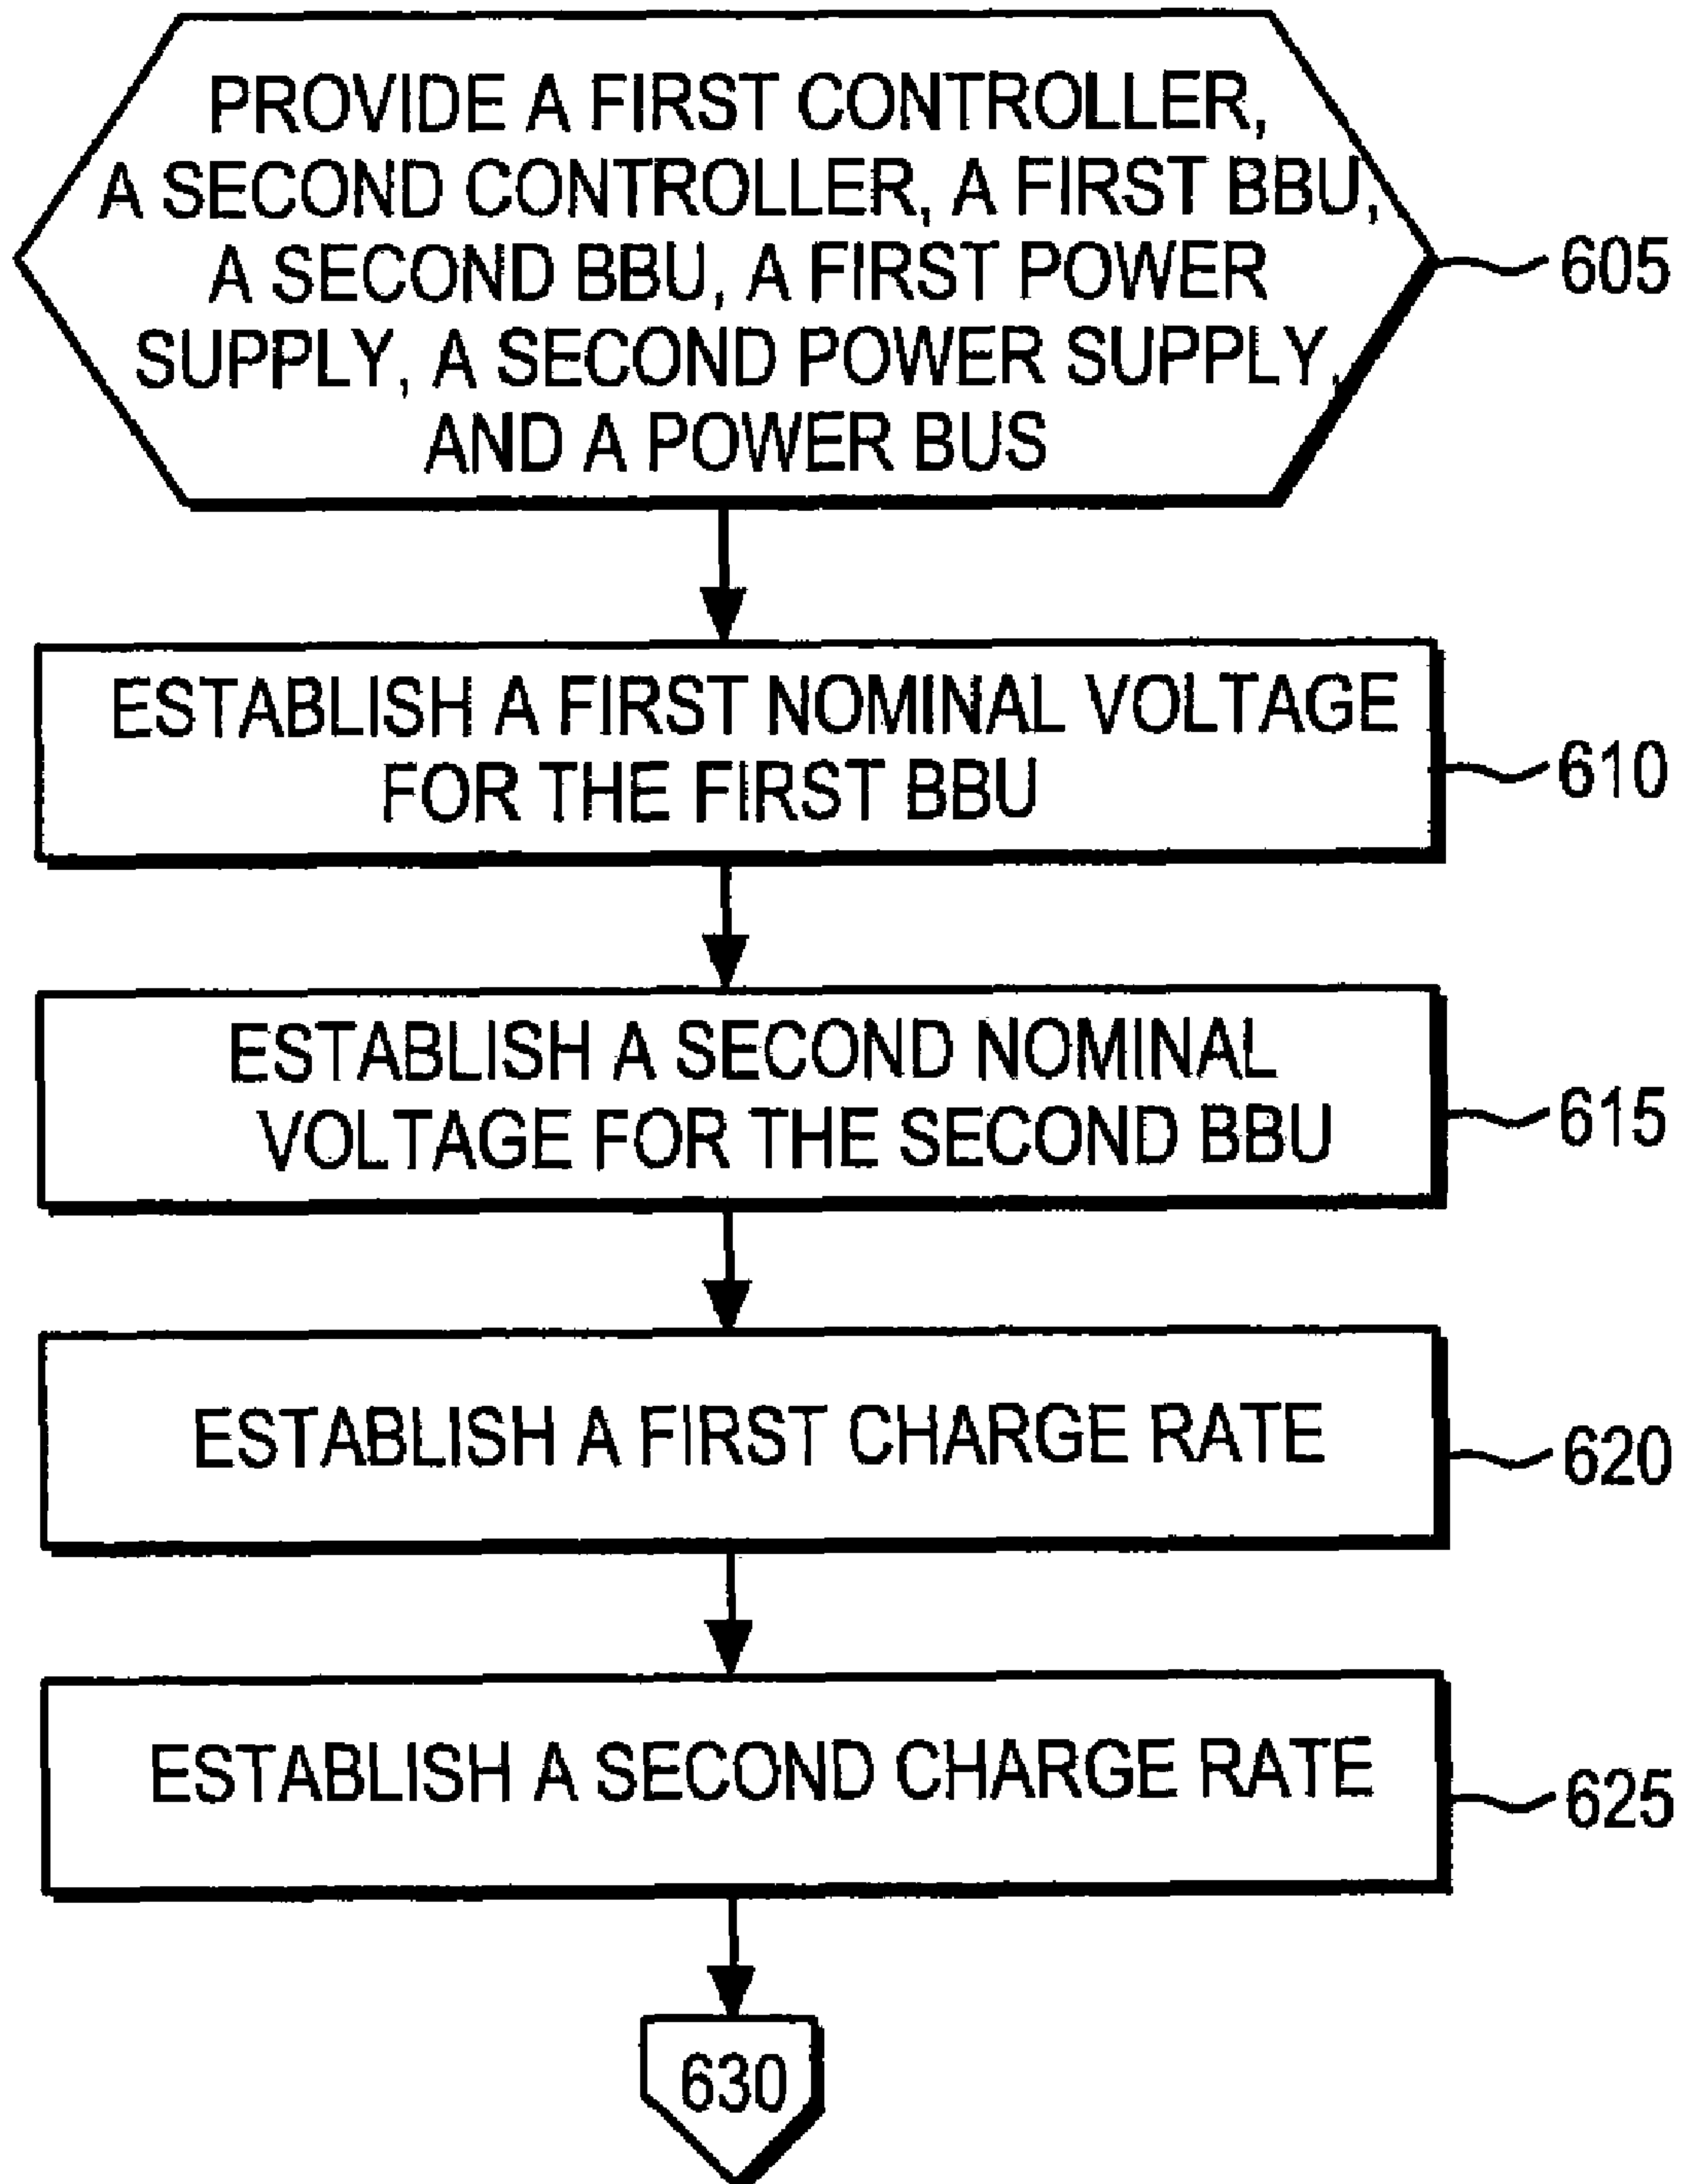 PROVIDE A FIRST CONTROLLER,
A SECOND CONTROLLER, A FIRST BBU,
A SECOND BBU, A FIRST POWER
SUPPLY, A SECOND POWER SUPPLY,
AND A POWER BUS
605
ESTABLISH A FIRST NOMINAL VOLTAGE
FOR THE FIRST BBU
610
ESTABLISH A SECOND NOMINAL
VOLTAGE FOR THE SECOND BBU
615
ESTABLISH A FIRST CHARGE RATE
620
ESTABLISH A SECOND CHARGE RATE
625
630